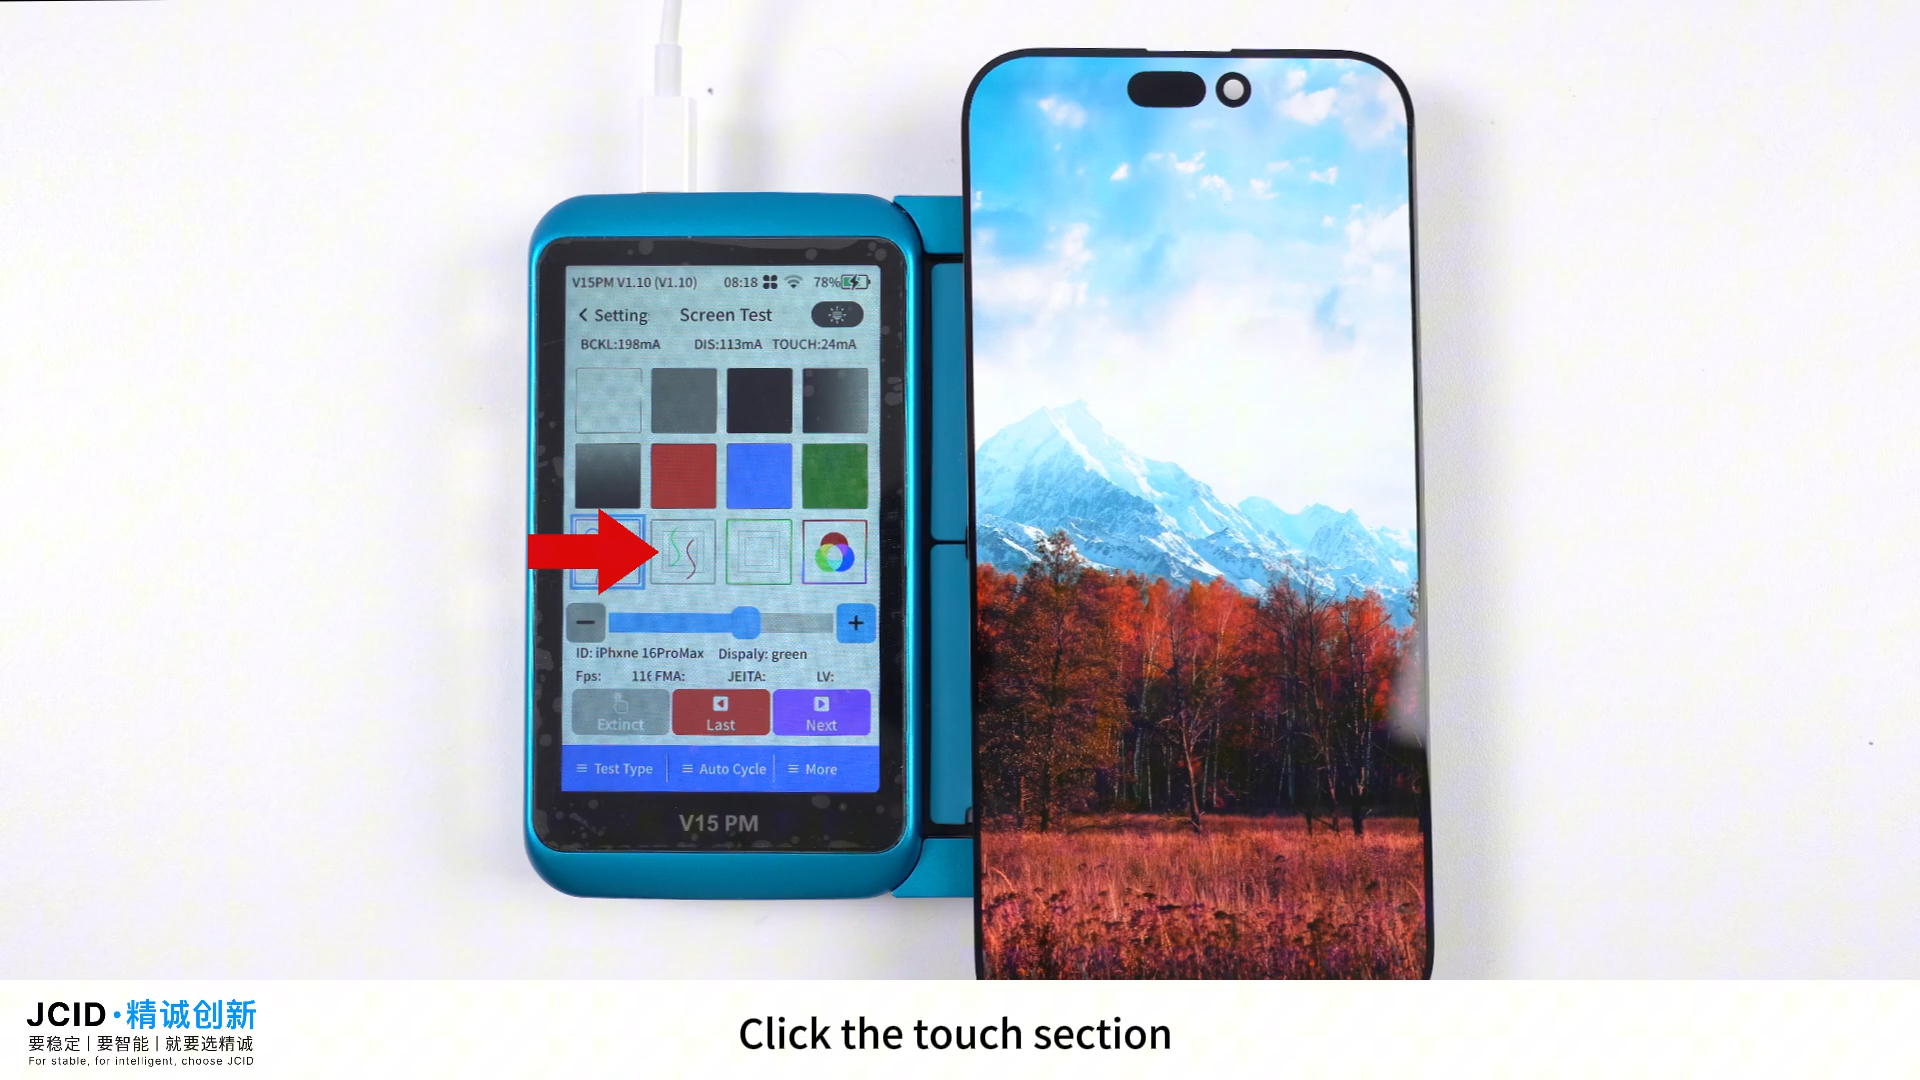 V15PM V1.10 (V1.10) 08:18 78%
Setting Screen Test
BCKL:198mA DIS:113mA TOUCH:24mA
ID: iPhxne 16ProMax Dispaly: green
Fps: 116 FMA: JEITA: LV:
Extinct Last Next
Test Type Auto Cycle More
V15 PM
JCID·精诚创新
要稳定|要智能|就要选精诚
For stable, for intelligent, choose JCID
Click the touch section